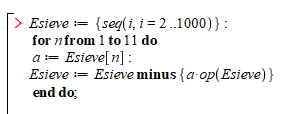 > Esieve := {seq(i, i = 2 ..1000)} :
for n from 1 to 11 do
a := Esieve[n] :
Esieve := Esieve minus {a·op(Esieve)}
end do;